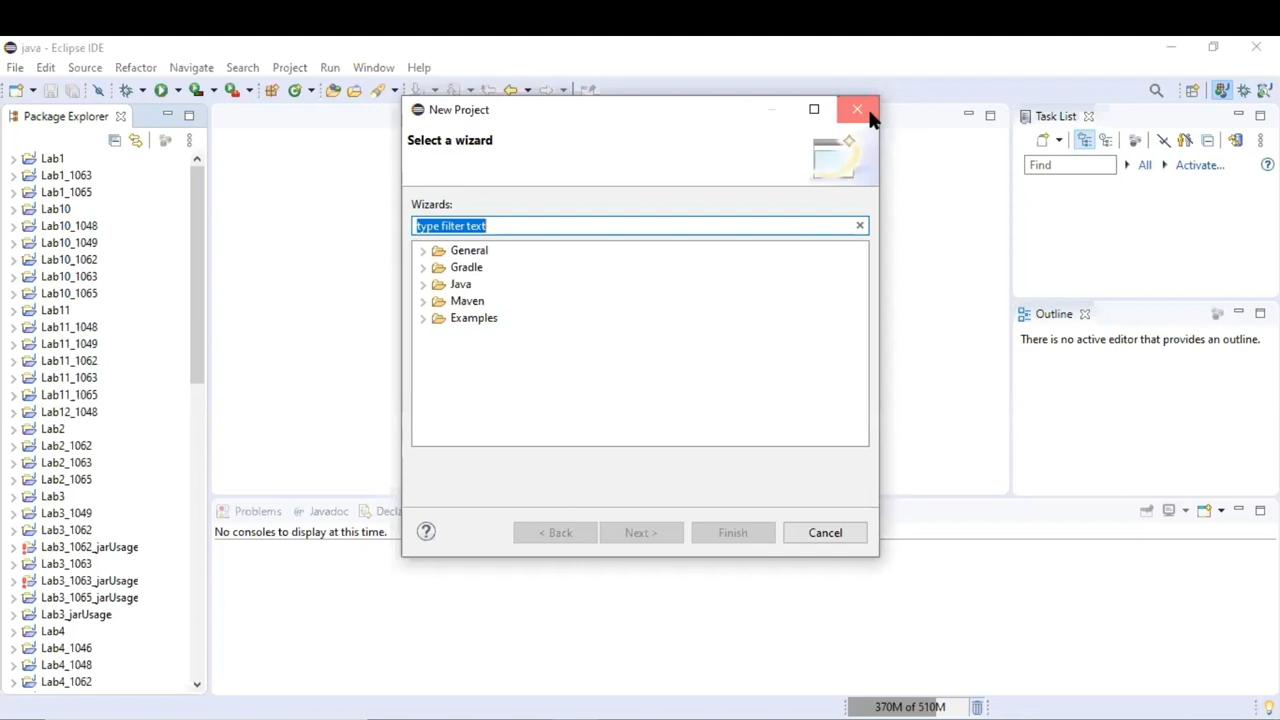 java - Eclipse IDE
File Edit Source Refactor Navigate Search Project Run Window Help
Package Explorer
Lab1
Lab1_1063
Lab1_1065
Lab10
Lab10_1048
Lab10_1049
Lab10_1062
Lab10_1063
Lab10_1065
Lab11
Lab11_1048
Lab11_1049
Lab11_1062
Lab11_1063
Lab11_1065
Lab12_1048
Lab2
Lab2_1062
Lab2_1063
Lab2_1065
Lab3
Lab3_1049
Lab3_1062
Lab3_1062_jarUsage
Lab3_1063
Lab3_1063_jarUsage
Lab3_1065_jarUsage
Lab3_jarUsage
Lab4
Lab4_1046
Lab4_1048
Lab4_1062
New Project
Select a wizard
Wizards:
type filter text
General
Gradle
Java
Maven
Examples
< Back Next > Finish Cancel
Problems Javadoc Decla
No consoles to display at this time.
Task List
Find All Activate...
Outline
There is no active editor that provides an outline.
370M of 510M